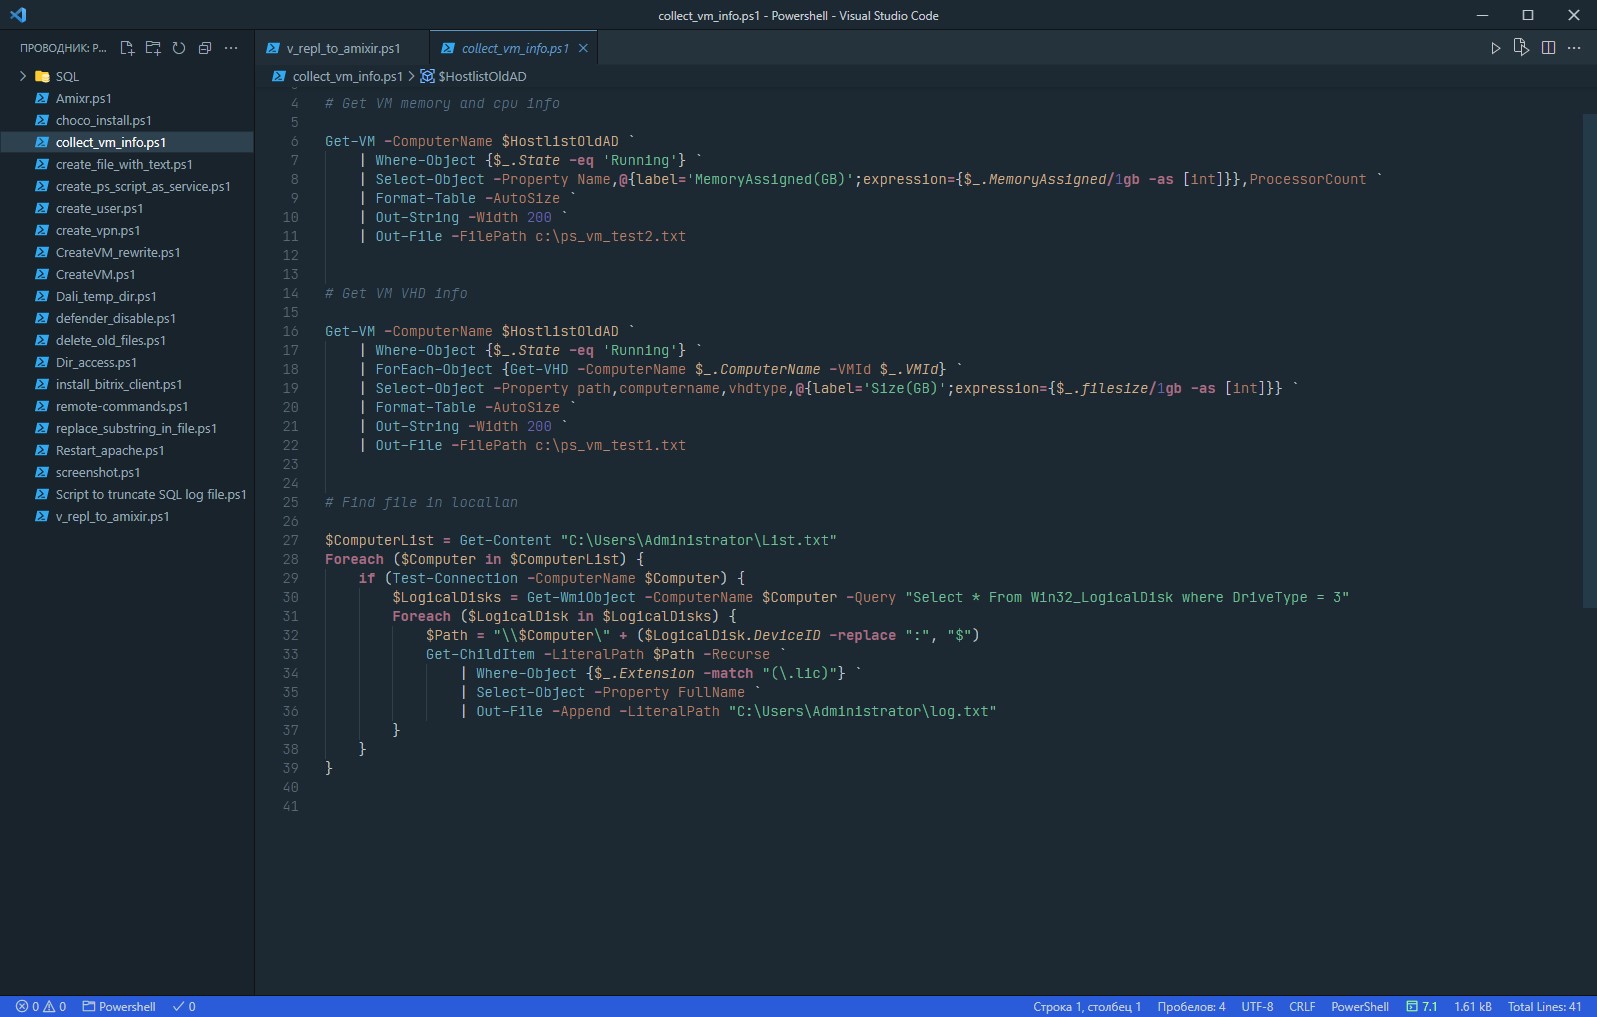 collect_vm_info.ps1 - Powershell - Visual Studio Code
ПРОВОДНИК: P...
SQL
Amixr.ps1
choco_install.ps1
collect_vm_info.ps1
create_file_with_text.ps1
create_ps_script_as_service.ps1
create_user.ps1
create_vpn.ps1
CreateVM_rewrite.ps1
CreateVM.ps1
Dali_temp_dir.ps1
defender_disable.ps1
delete_old_files.ps1
Dir_access.ps1
install_bitrix_client.ps1
remote-commands.ps1
replace_substring_in_file.ps1
Restart_apache.ps1
screenshot.ps1
Script to truncate SQL log file.ps1
v_repl_to_amixir.ps1
v_repl_to_amixir.ps1 collect_vm_info.ps1
collect_vm_info.ps1 > $HostlistOldAD
4 # Get VM memory and cpu info
5
6 Get-VM -ComputerName $HostlistOldAD `
7 | Where-Object {$_.State -eq 'Running'} `
8 | Select-Object -Property Name,@{label='MemoryAssigned(GB)';expression={$_.MemoryAssigned/1gb -as [int]}},ProcessorCount `
9 | Format-Table -AutoSize `
10 | Out-String -Width 200 `
11 | Out-File -FilePath c:\ps_vm_test2.txt
12
13
14 # Get VM VHD info
15
16 Get-VM -ComputerName $HostlistOldAD `
17 | Where-Object {$_.State -eq 'Running'} `
18 | ForEach-Object {Get-VHD -ComputerName $_.ComputerName -VMId $_.VMId} `
19 | Select-Object -Property path,computername,vhdtype,@{label='Size(GB)';expression={$_.filesize/1gb -as [int]}} `
20 | Format-Table -AutoSize `
21 | Out-String -Width 200 `
22 | Out-File -FilePath c:\ps_vm_test1.txt
23
24
25 # Find file in locallan
26
27 $ComputerList = Get-Content "C:\Users\Administrator\List.txt"
28 Foreach ($Computer in $ComputerList) {
29 if (Test-Connection -ComputerName $Computer) {
30 $LogicalDisks = Get-WmiObject -ComputerName $Computer -Query "Select * From Win32_LogicalDisk where DriveType = 3"
31 Foreach ($LogicalDisk in $LogicalDisks) {
32 $Path = "\\$Computer\" + ($LogicalDisk.DeviceID -replace ":", "$")
33 Get-ChildItem -LiteralPath $Path -Recurse `
34 | Where-Object {$_.Extension -match "(\.lic)"} `
35 | Select-Object -Property FullName `
36 | Out-File -Append -LiteralPath "C:\Users\Administrator\log.txt"
37 }
38 }
39 }
40
41
0 0 Powershell 0 Строка 1, столбец 1 Пробелов: 4 UTF-8 CRLF PowerShell 7.1 1.61 kB Total Lines: 41